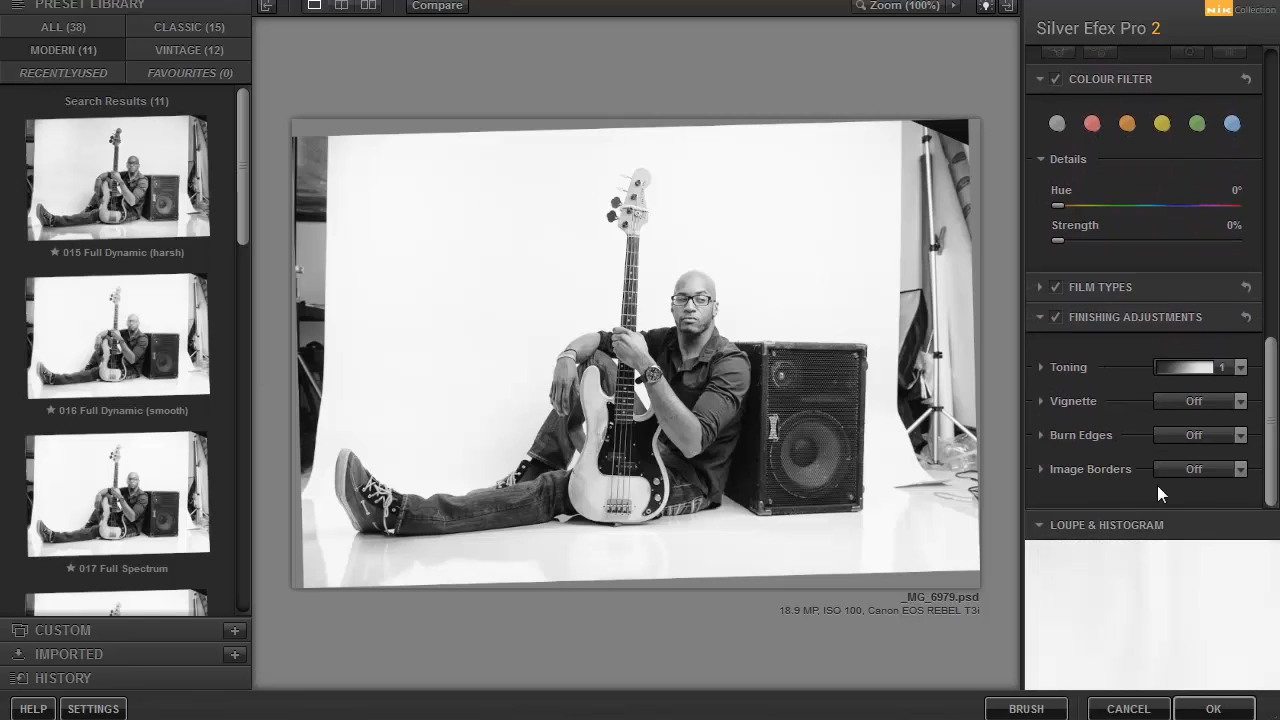 PRESET LIBRARY
ALL (38)
CLASSIC (15)
MODERN (11)
VINTAGE (12)
RECENTLYUSED
FAVOURITES (0)
Search Results (11)
★ 015 Full Dynamic (harsh)
★ 016 Full Dynamic (smooth)
★ 017 Full Spectrum
CUSTOM
IMPORTED
HISTORY
HELP
SETTINGS
Compare
Zoom (100%)
_MG_6979.psd
18.9 MP, ISO 100, Canon EOS REBEL T3i
Nik Collection
Silver Efex Pro 2
COLOUR FILTER
Details
Hue 0°
Strength 0%
FILM TYPES
FINISHING ADJUSTMENTS
Toning 1
Vignette Off
Burn Edges Off
Image Borders Off
LOUPE & HISTOGRAM
BRUSH
CANCEL
OK